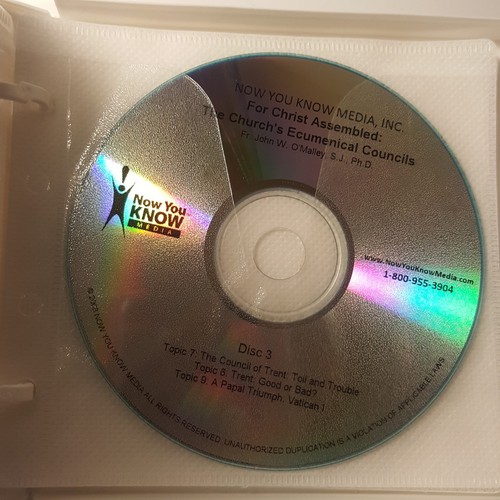 NOW YOU KNOW MEDIA, INC.
For Christ Assembled:
The Church's Ecumenical Councils
Fr. John W. O'Malley, S.J., Ph.D.
NOW YOU
KNOW
MEDIA
www.NowYouKnowMedia.com
1-800-955-3904
Disc 3
Topic 7: The Council of Trent: Toil and Trouble
Topic 8: Trent: Good or Bad?
Topic 9: A Papal Triumph: Vatican I
NOW YOU KNOW MEDIA ALL RIGHTS RESERVED. UNAUTHORIZED DUPLICATION IS A VIOLATION OF APPLICABLE LAWS